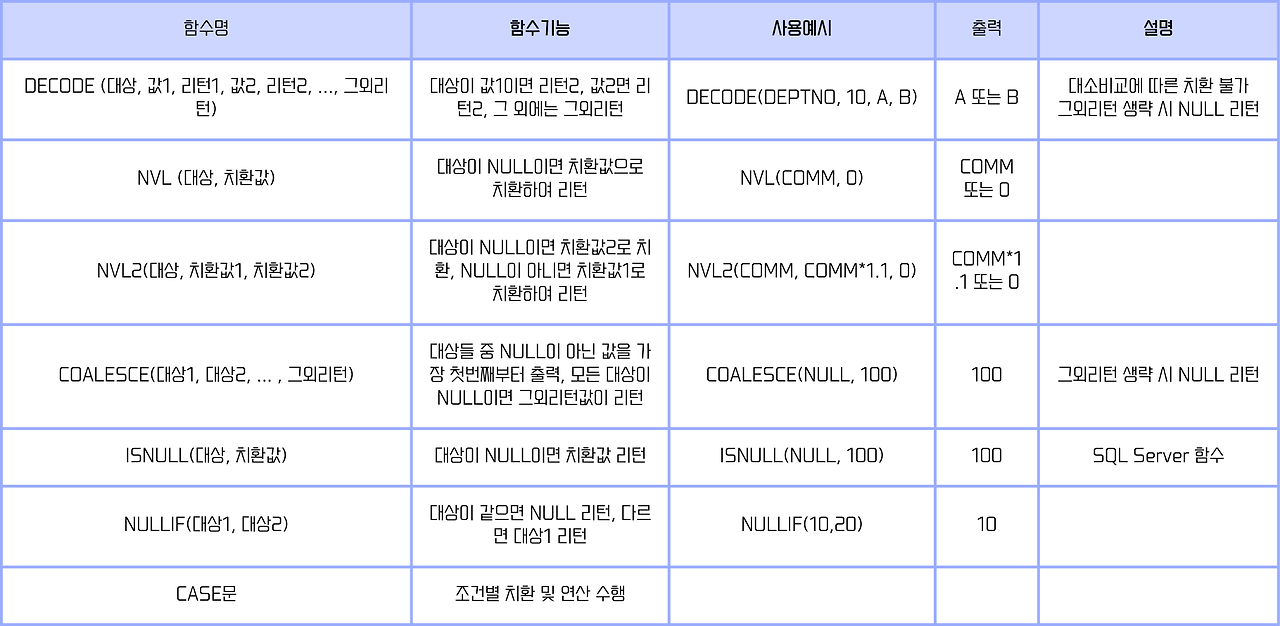 함수명
함수기능
사용예시
출력
설명
DECODE (대상, 값1, 리턴1, 값2, 리턴2, ..., 그외리
턴)
대상이 값1이면 리턴2, 값2면 리
턴2, 그 외에는 그외리턴
DECODE(DEPTNO, 10, A, B)
A 또는 B
대소비교에 따른 치환 불가
그외리턴 생략 시 NULL 리턴
NVL (대상, 치환값)
대상이 NULL이면 치환값으로
치환하여 리턴
NVL(COMM, 0)
COMM
또는 0
NVL2(대상, 치환값1, 치환값2)
대상이 NULL이면 치환값2로 치
환, NULL이 아니면 치환값1로
치환하여 리턴
NVL2(COMM, COMM*1.1, 0)
COMM*1
.1 또는 0
COALESCE(대상1, 대상2, ... , 그외리턴)
대상들 중 NULL이 아닌 값을 가
장 첫번째부터 출력, 모든 대상이
NULL이면 그외리턴값이 리턴
COALESCE(NULL, 100)
100
그외리턴 생략 시 NULL 리턴
ISNULL(대상, 치환값)
대상이 NULL이면 치환값 리턴
ISNULL(NULL, 100)
100
SQL Server 함수
NULLIF(대상1, 대상2)
대상이 같으면 NULL 리턴, 다르
면 대상1 리턴
NULLIF(10,20)
10
CASE문
조건별 치환 및 연산 수행